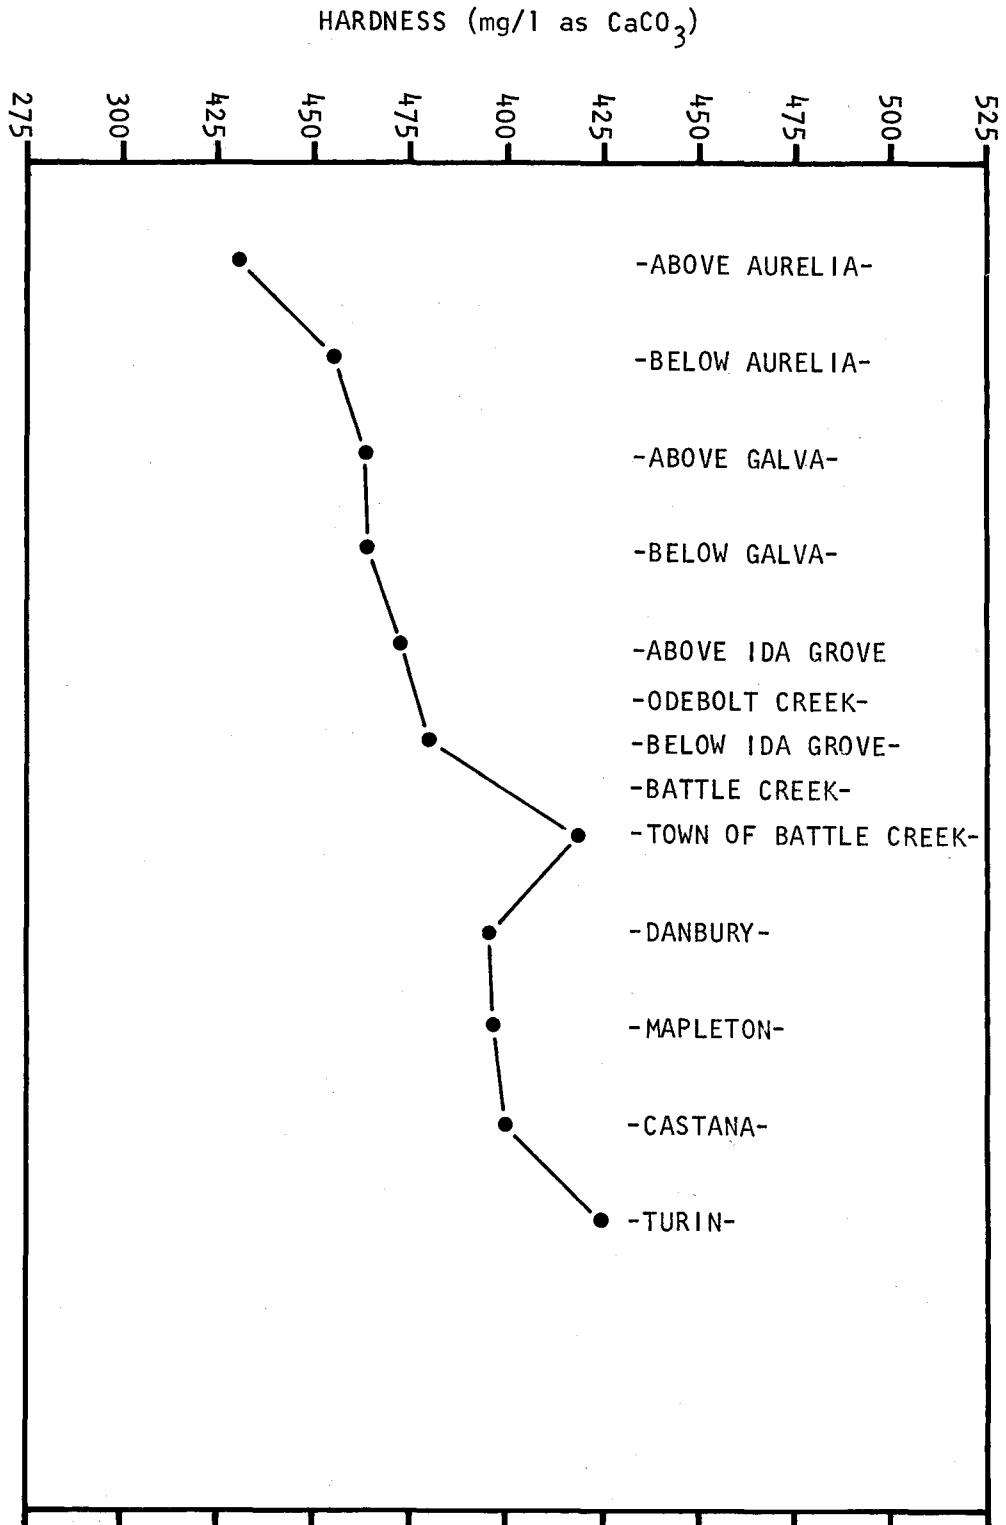 HARDNESS (mg/l as CaCO3)
275 300 425 450 475 400 425 450 475 500 525
-ABOVE AURELIA-
-BELOW AURELIA-
-ABOVE GALVA-
-BELOW GALVA-
-ABOVE IDA GROVE
-ODEBOLT CREEK-
-BELOW IDA GROVE-
-BATTLE CREEK-
-TOWN OF BATTLE CREEK-
-DANBURY-
-MAPLETON-
-CASTANA-
-TURIN-